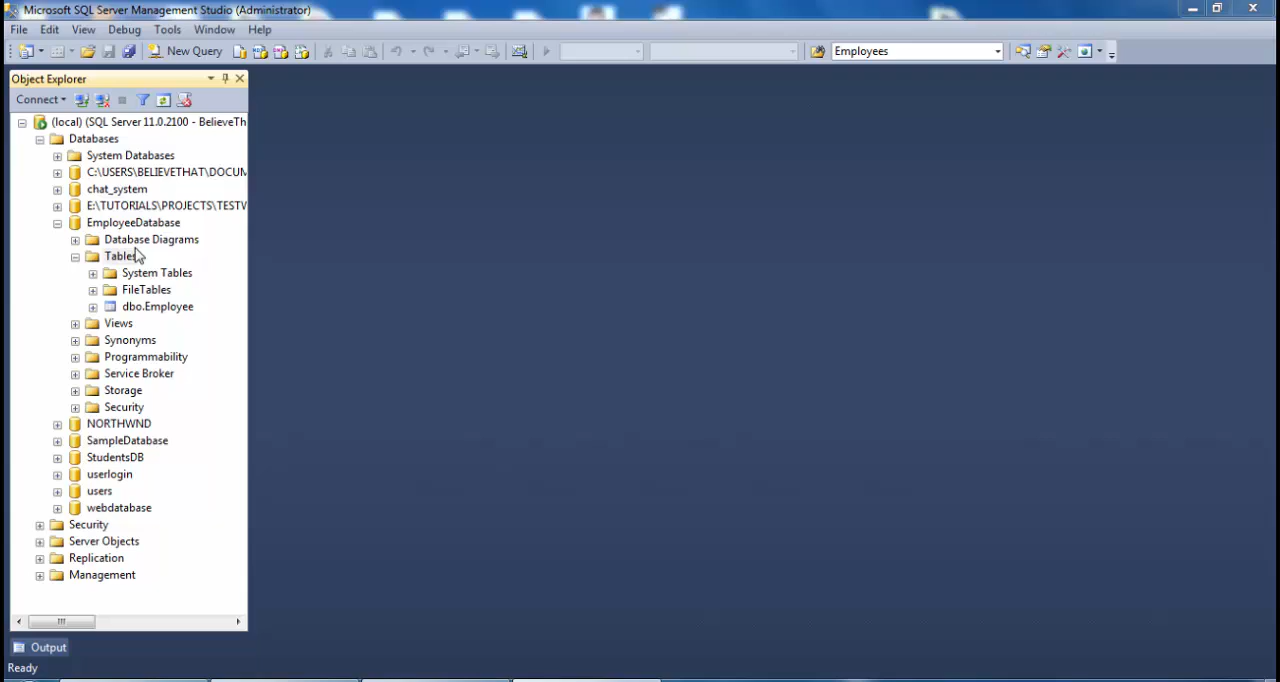 Microsoft SQL Server Management Studio (Administrator)
File Edit View Debug Tools Window Help
New Query Employees
Object Explorer
Connect
(local) (SQL Server 11.0.2100 - BelieveTh
Databases
System Databases
C:\USERS\BELIEVETHAT\DOCUM
chat_system
E:\TUTORIALS\PROJECTS\TESTV
EmployeeDatabase
Database Diagrams
Tables
System Tables
FileTables
dbo.Employee
Views
Synonyms
Programmability
Service Broker
Storage
Security
NORTHWND
SampleDatabase
StudentsDB
userlogin
users
webdatabase
Security
Server Objects
Replication
Management
Output
Ready